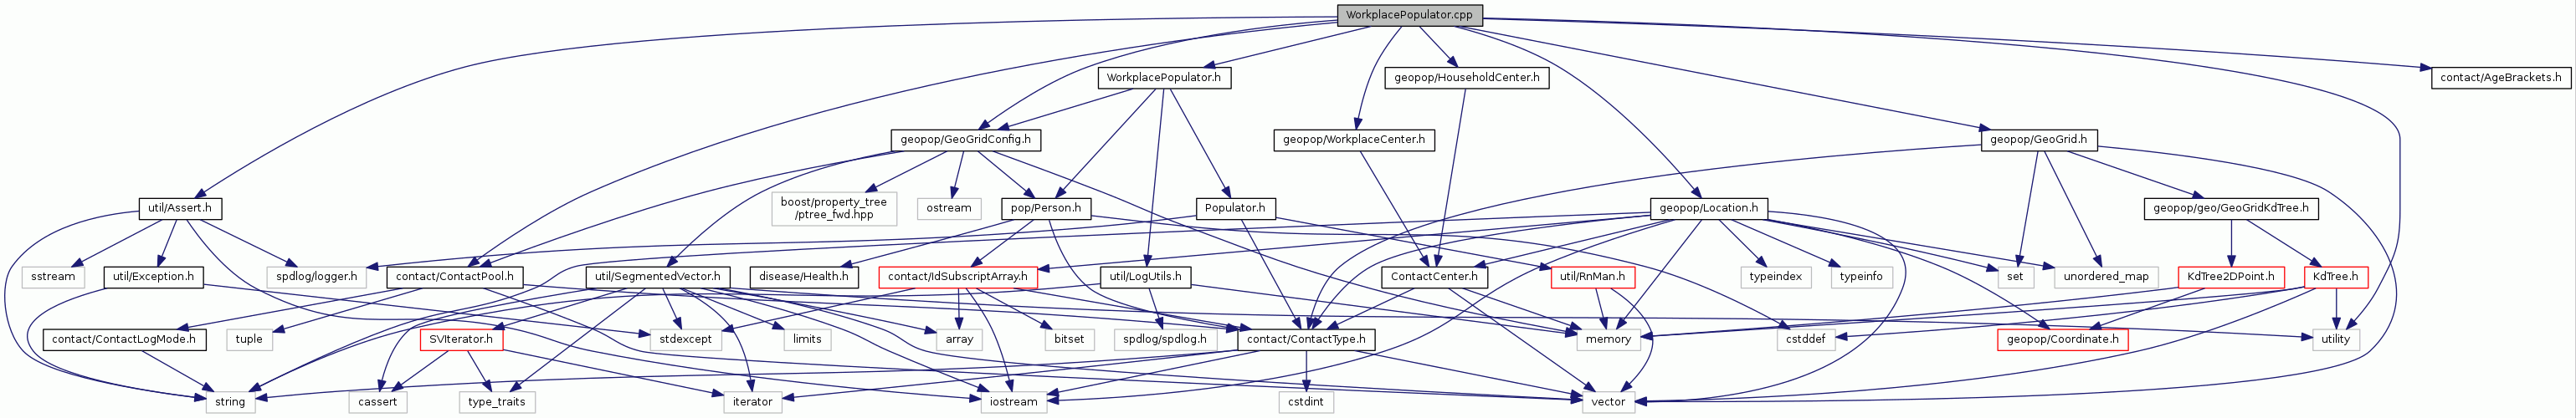 WorkplacePopulator.cpp
WorkplacePopulator.h
geopop/HouseholdCenter.h
contact/AgeBrackets.h
geopop/GeoGridConfig.h
geopop/WorkplaceCenter.h
geopop/GeoGrid.h
util/Assert.h
boost/property_tree
/ptree_fwd.hpp
ostream
pop/Person.h
Populator.h
geopop/Location.h
geopop/geo/GeoGridKdTree.h
sstream
util/Exception.h
spdlog/logger.h
contact/ContactPool.h
util/SegmentedVector.h
disease/Health.h
contact/IdSubscriptArray.h
util/LogUtils.h
ContactCenter.h
util/RnMan.h
typeindex
typeinfo
set
unordered_map
KdTree2DPoint.h
KdTree.h
contact/ContactLogMode.h
tuple
SVIterator.h
stdexcept
limits
array
bitset
spdlog/spdlog.h
contact/ContactType.h
memory
cstddef
geopop/Coordinate.h
utility
string
cassert
type_traits
iterator
iostream
cstdint
vector